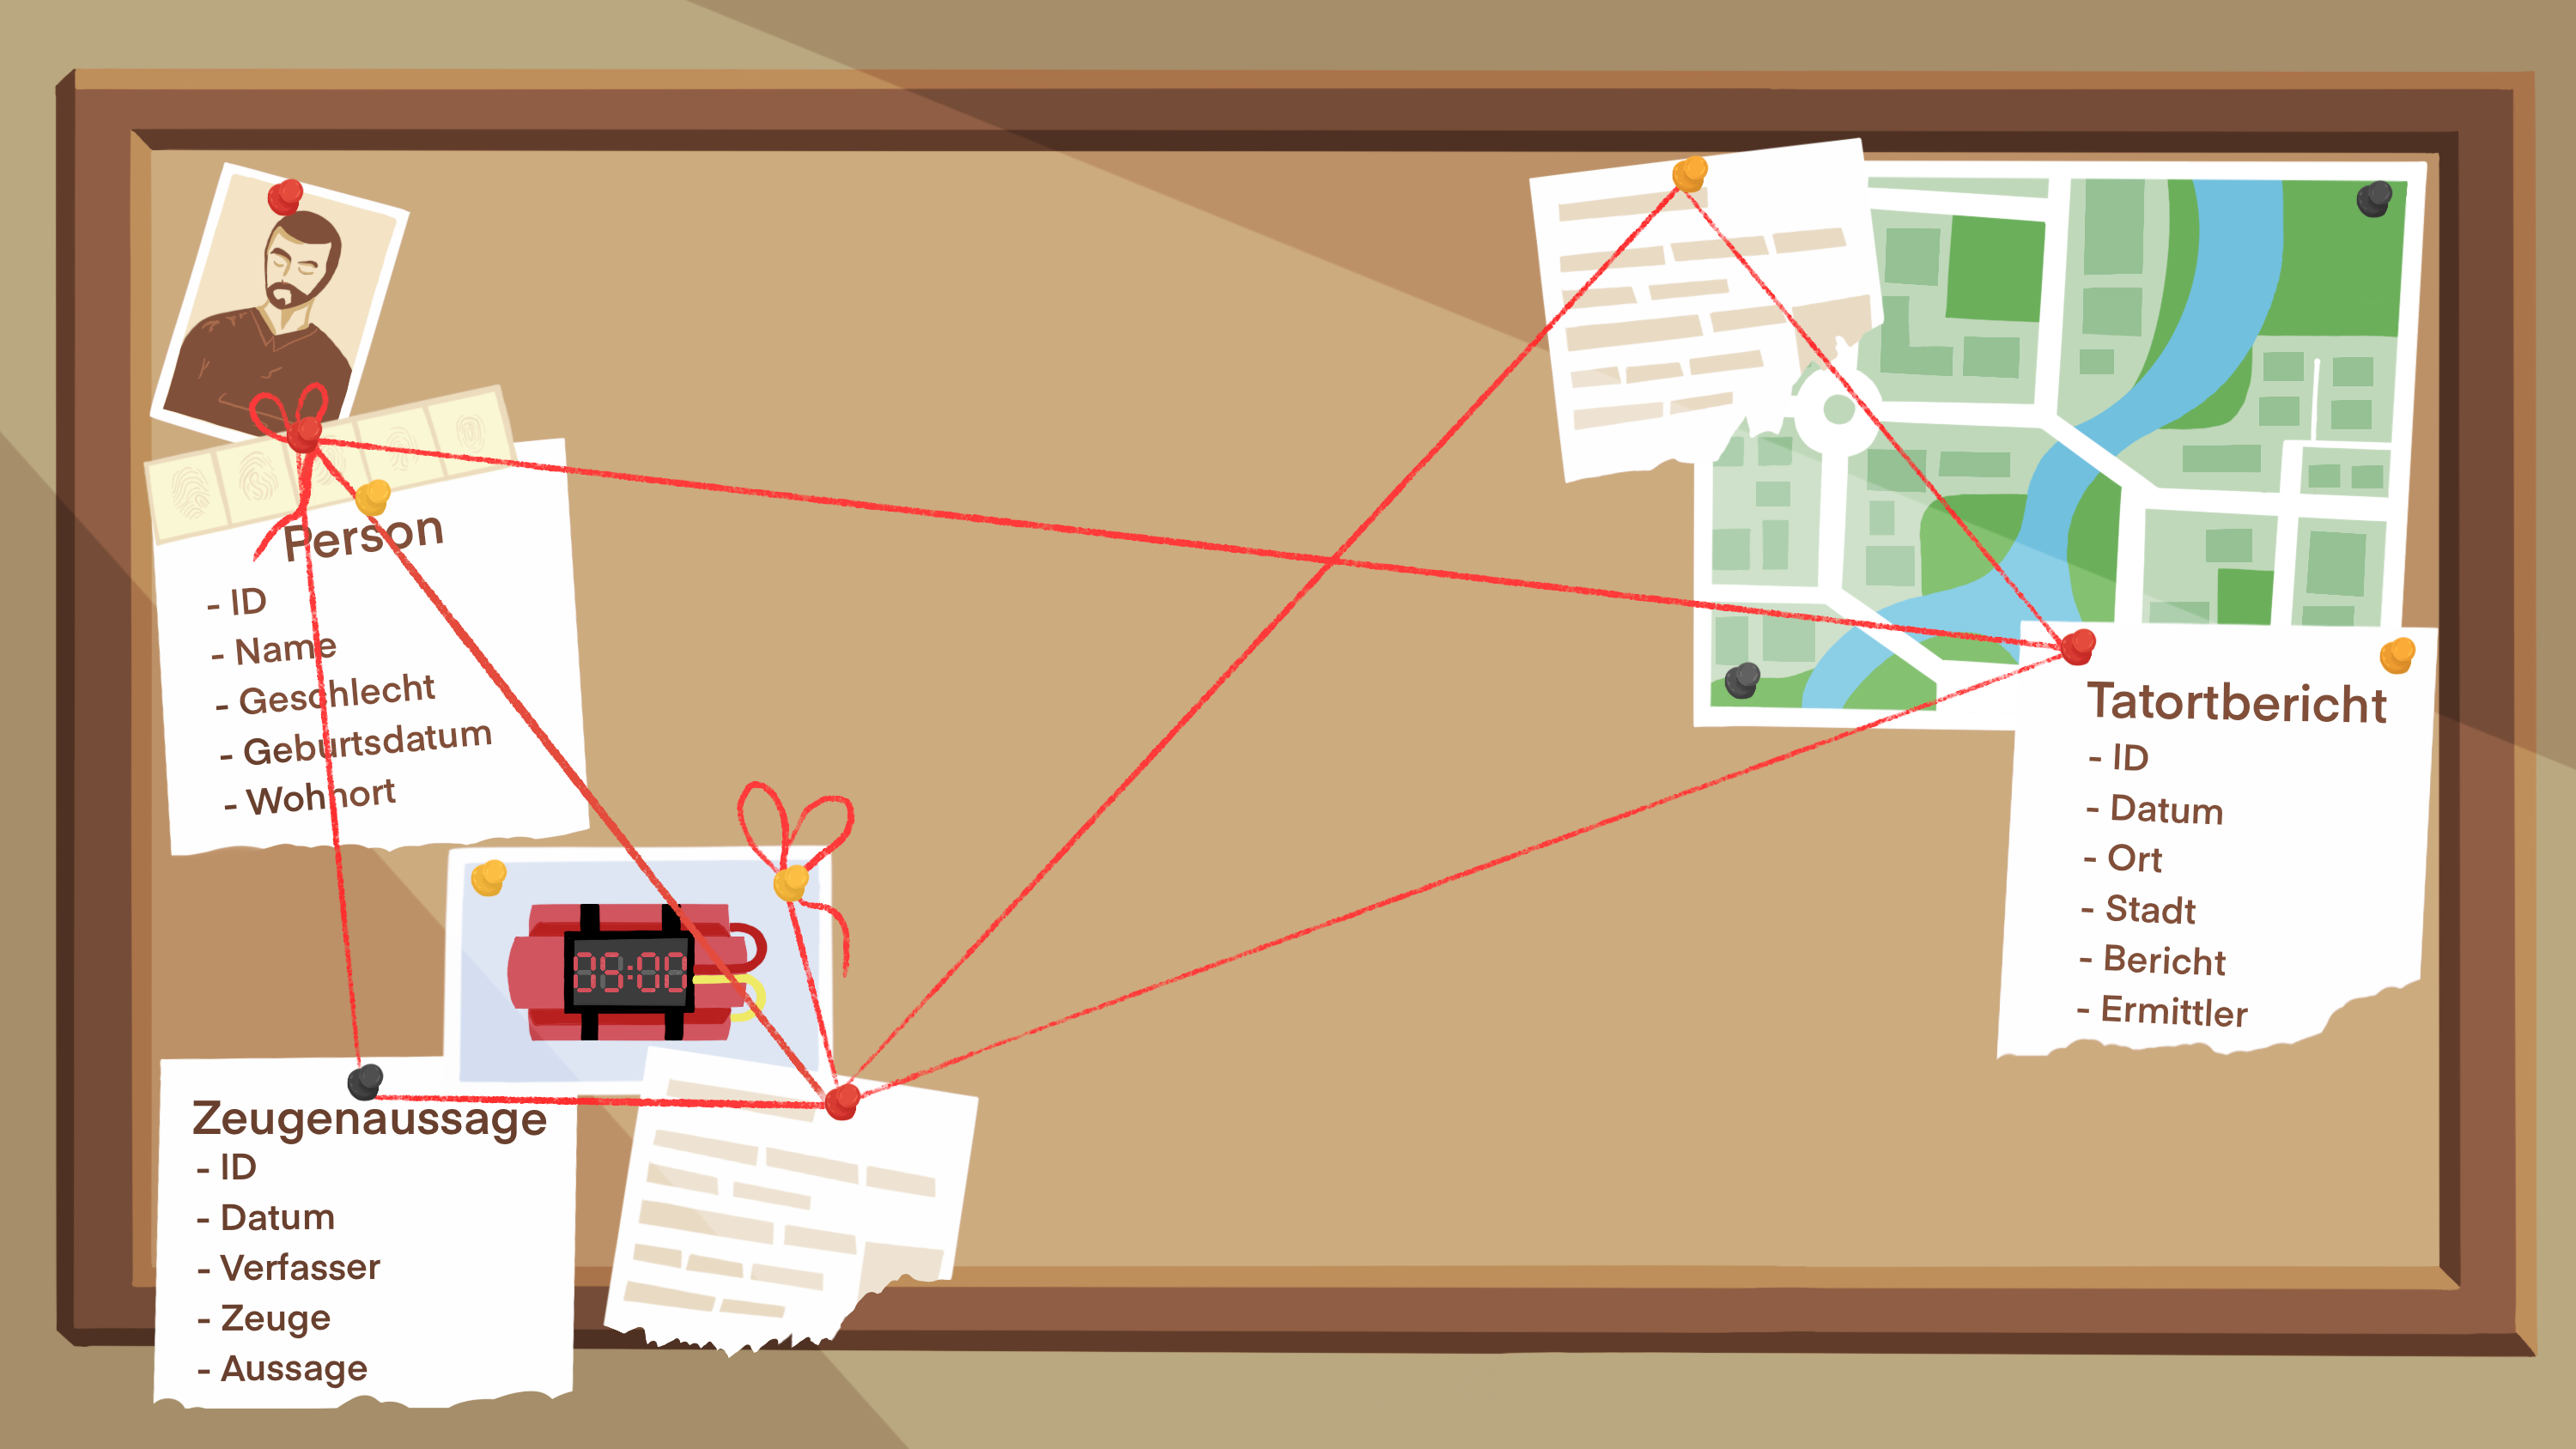 Person
- ID
- Name
- Geschlecht
- Geburtsdatum
- Wohnort
05:00
Zeugenaussage
- ID
- Datum
- Verfasser
- Zeuge
- Aussage
Tatortbericht
- ID
- Datum
- Ort
- Stadt
- Bericht
- Ermittler